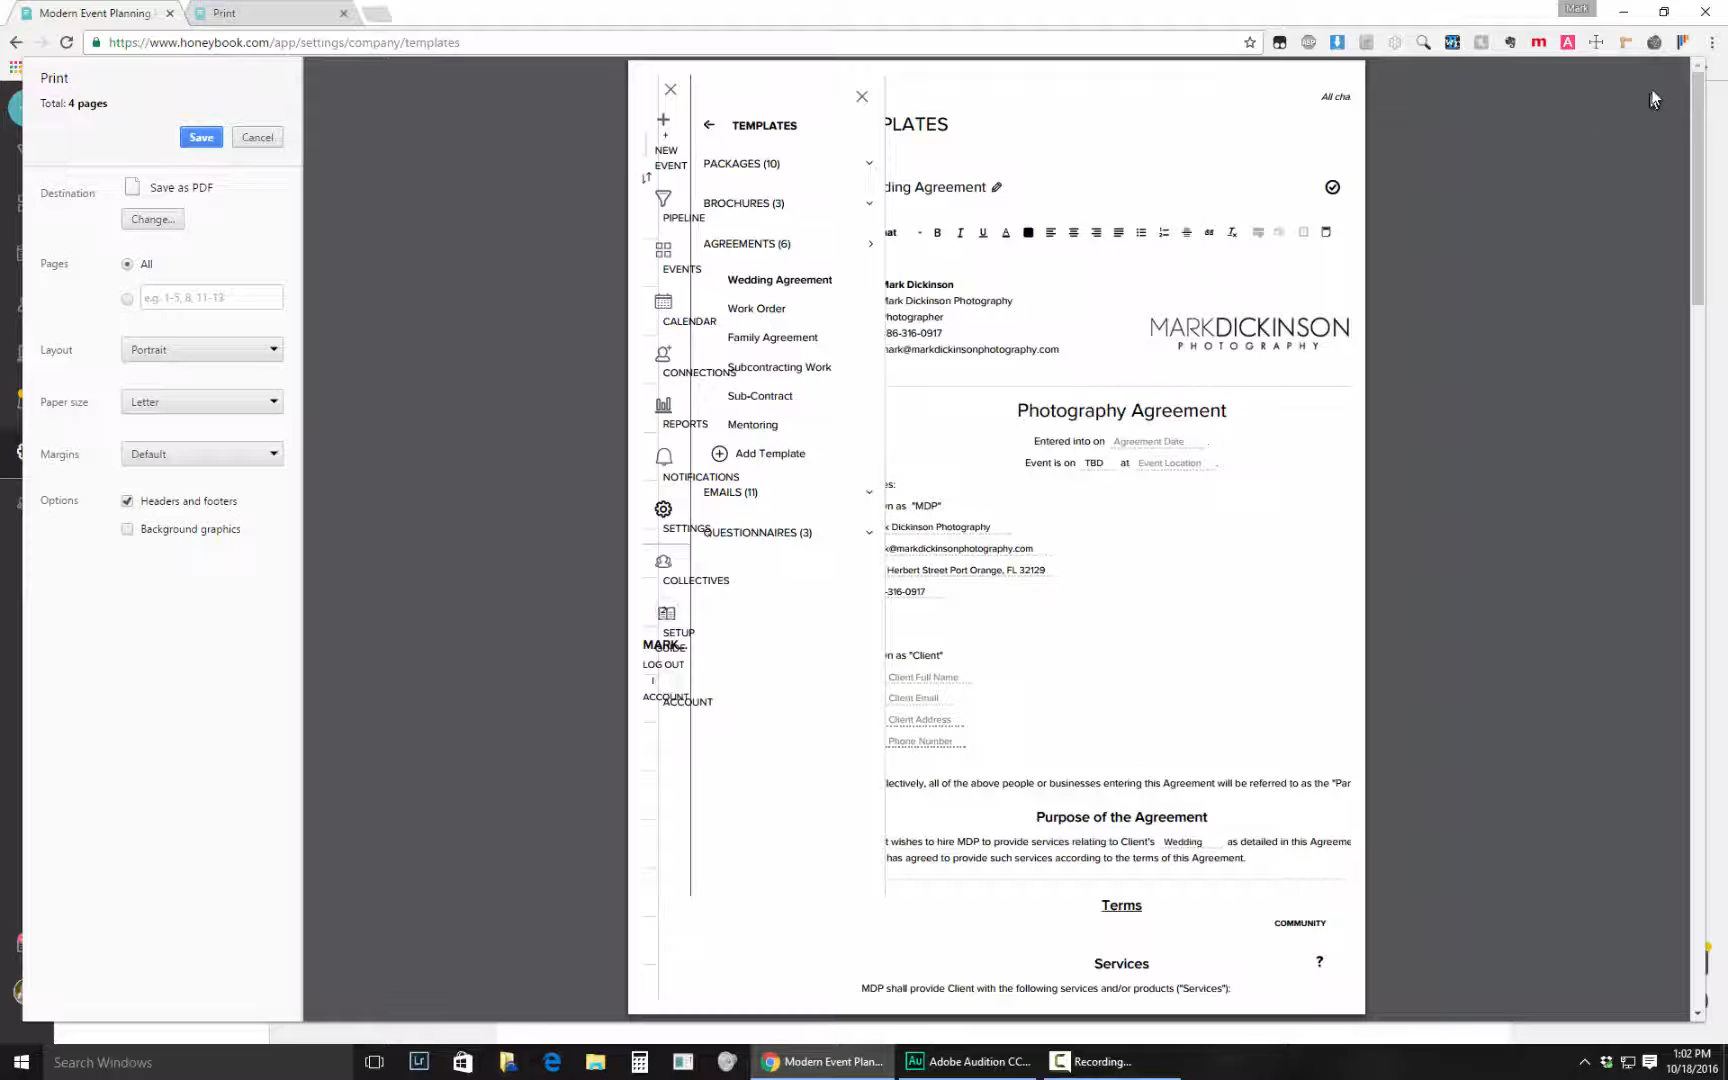 Modern Event Planning
Print
Mark
https://www.honeybook.com/app/settings/company/templates
Print
Total: 4 pages
Save
Cancel
Destination
Save as PDF
Change...
Pages
All
e.g. 1-5, 8, 11-13
Layout
Portrait
Paper size
Letter
Margins
Default
Options
Headers and footers
Background graphics
+
NEW
EVENT
PIPELINE
EVENTS
CALENDAR
CONNECTIONS
REPORTS
NOTIFICATIONS
SETTINGS
COLLECTIVES
SETUP
GUIDE
MARK...
LOG OUT
|
ACCOUNT
ACCOUNT
TEMPLATES
PACKAGES (10)
BROCHURES (3)
AGREEMENTS (6)
Wedding Agreement
Work Order
Family Agreement
Subcontracting Work
Sub-Contract
Mentoring
Add Template
EMAILS (11)
QUESTIONNAIRES (3)
All cha
PLATES
ding Agreement
nat
B I U A
Mark Dickinson
Mark Dickinson Photography
hotographer
86-316-0917
nark@markdickinsonphotography.com
MARKDICKINSON
PHOTOGRAPHY
Photography Agreement
Entered into on Agreement Date .
Event is on TBD at Event Location .
es:
n as "MDP"
k Dickinson Photography
k@markdickinsonphotography.com
Herbert Street Port Orange, FL 32129
-316-0917
n as "Client"
Client Full Name
Client Email
Client Address
Phone Number
lectively, all of the above people or businesses entering this Agreement will be referred to as the "Par
Purpose of the Agreement
t wishes to hire MDP to provide services relating to Client's Wedding as detailed in this Agreeme
has agreed to provide such services according to the terms of this Agreement.
Terms
COMMUNITY
Services
?
MDP shall provide Client with the following services and/or products ("Services"):
Search Windows
Lr
Modern Event Plan...
Au
Adobe Audition CC...
Recording...
1:02 PM
10/18/2016